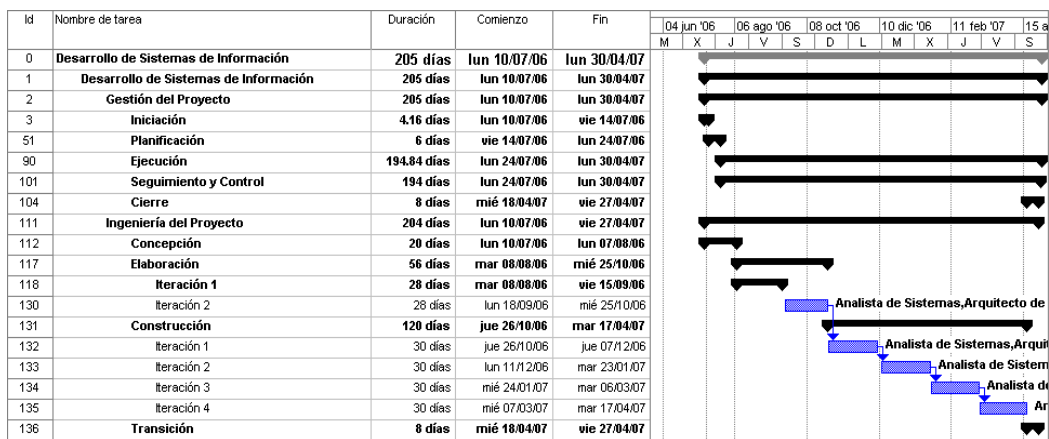 Id Nombre de tarea Duración Comienzo Fin 04 jun '06 06 ago '06 08 oct '06 10 dic '06 11 feb '07 15 a
M X J V S D L M X J V S
0 Desarrollo de Sistemas de Información 205 días lun 10/07/06 lun 30/04/07
1 Desarrollo de Sistemas de Información 205 días lun 10/07/06 lun 30/04/07
2 Gestión del Proyecto 205 días lun 10/07/06 lun 30/04/07
3 Iniciación 4.16 días lun 10/07/06 vie 14/07/06
51 Planificación 6 días vie 14/07/06 lun 24/07/06
90 Ejecución 194.84 días lun 24/07/06 lun 30/04/07
101 Seguimiento y Control 194 días lun 24/07/06 lun 30/04/07
104 Cierre 8 días mié 18/04/07 vie 27/04/07
111 Ingeniería del Proyecto 204 días lun 10/07/06 vie 27/04/07
112 Concepción 20 días lun 10/07/06 lun 07/08/06
117 Elaboración 56 días mar 08/08/06 mié 25/10/06
118 Iteración 1 28 días mar 08/08/06 vie 15/09/06
130 Iteración 2 28 días lun 18/09/06 mié 25/10/06 Analista de Sistemas,Arquitecto de
131 Construcción 120 días jue 26/10/06 mar 17/04/07
132 Iteración 1 30 días jue 26/10/06 jue 07/12/06 Analista de Sistemas,Arqui
133 Iteración 2 30 días lun 11/12/06 mar 23/01/07 Analista de Sistem
134 Iteración 3 30 días mié 24/01/07 mar 06/03/07 Analista de
135 Iteración 4 30 días mié 07/03/07 mar 17/04/07 An
136 Transición 8 días mié 18/04/07 vie 27/04/07